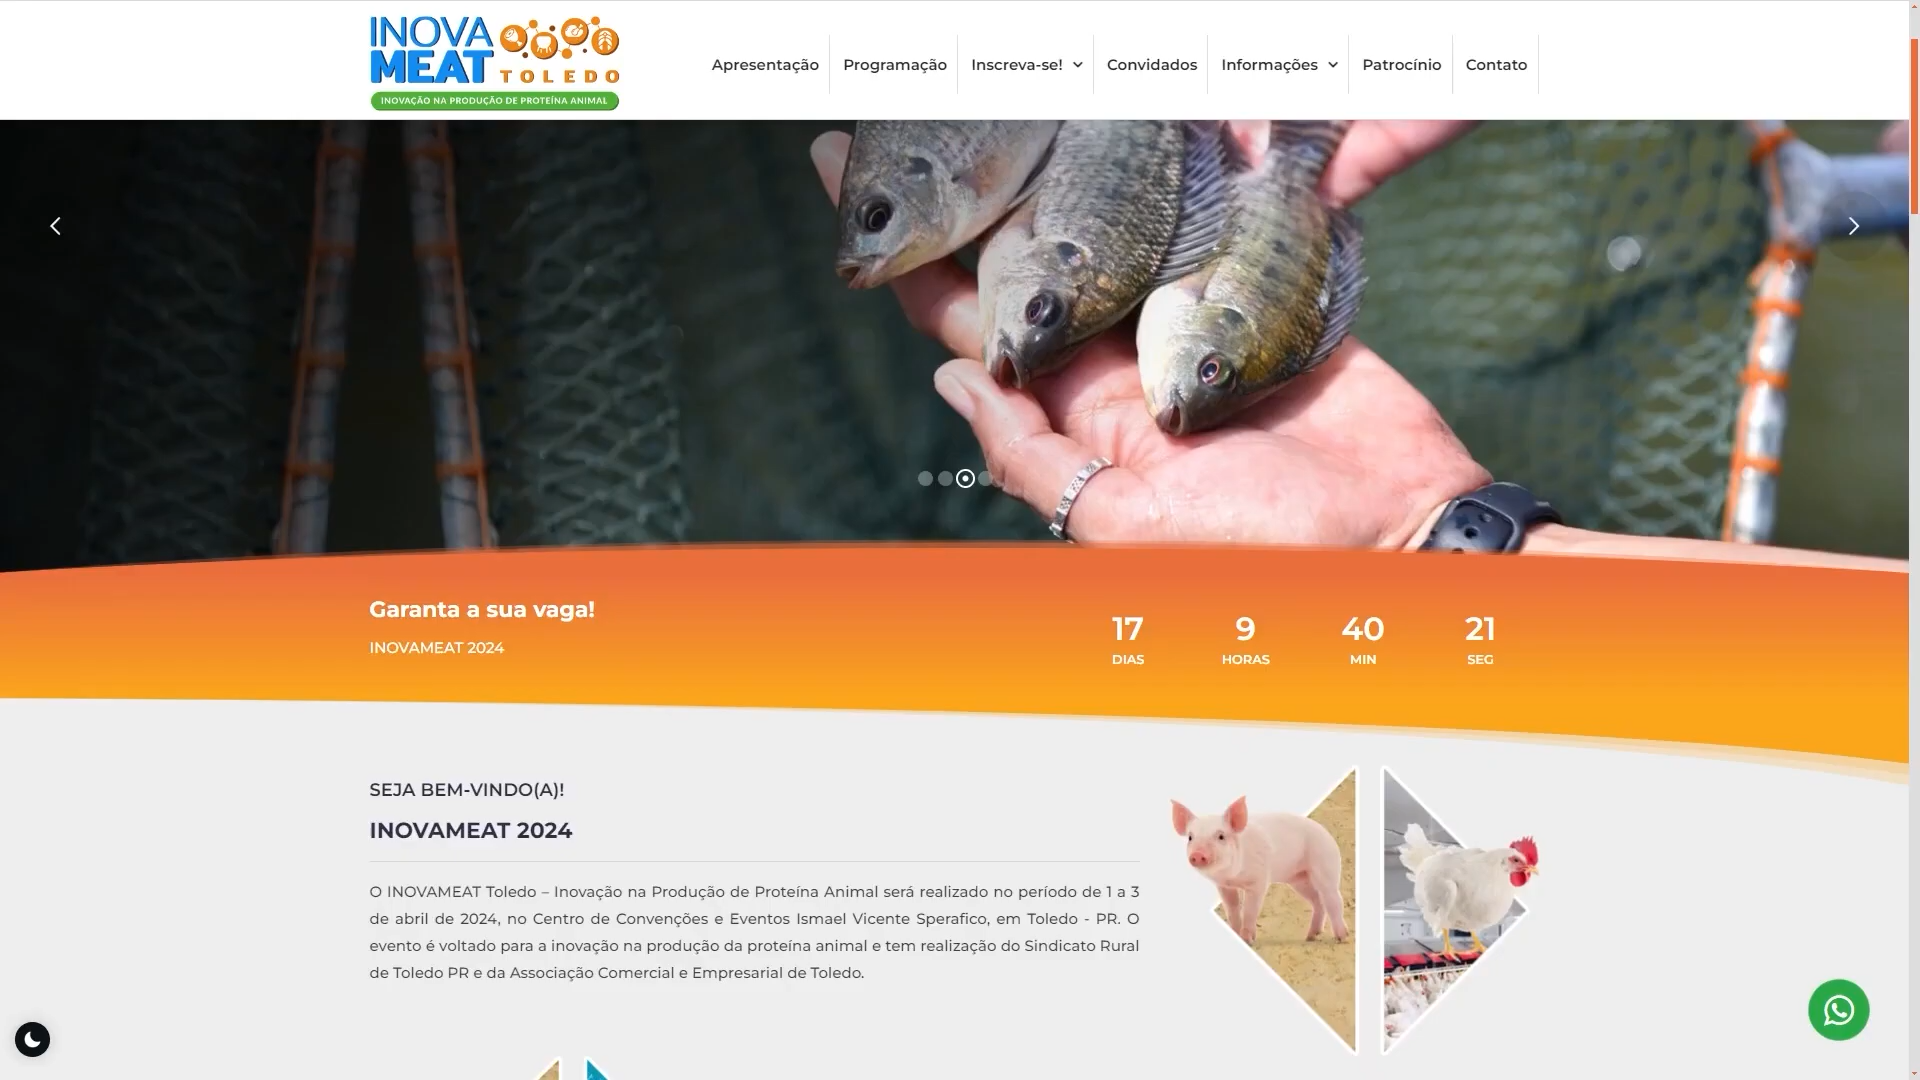 INOVA
MEAT TOLEDO
INOVAÇÃO NA PRODUÇÃO DE PROTEÍNA ANIMAL
Apresentação Programação Inscreva-se! Convidados Informações Patrocínio Contato
Garanta a sua vaga!
INOVAMEAT 2024
17 9 40 21
DIAS HORAS MIN SEG
SEJA BEM-VINDO(A)!
INOVAMEAT 2024
O INOVAMEAT Toledo – Inovação na Produção de Proteína Animal será realizado no período de 1 a 3
de abril de 2024, no Centro de Convenções e Eventos Ismael Vicente Sperafico, em Toledo - PR. O
evento é voltado para a inovação na produção da proteína animal e tem realização do Sindicato Rural
de Toledo PR e da Associação Comercial e Empresarial de Toledo.